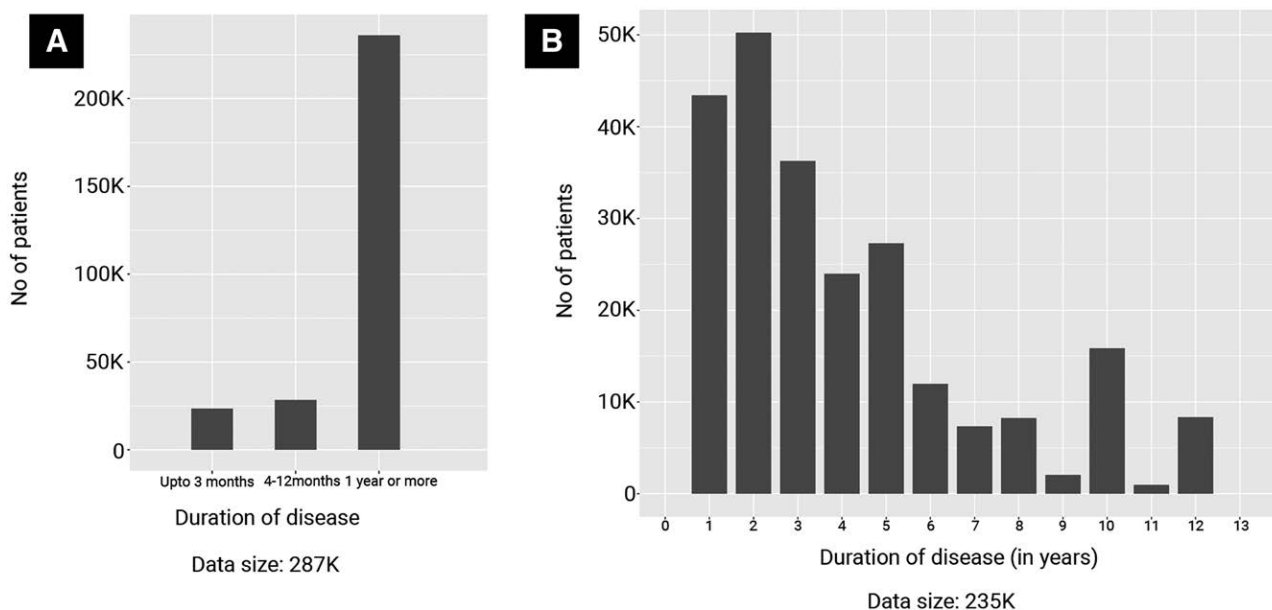 A
No of patients
200K
150K
100K
50K
0
Upto 3 months 4-12months 1 year or more
Duration of disease
Data size: 287K
B
No of patients
50K
40K
30K
20K
10K
0
0 1 2 3 4 5 6 7 8 9 10 11 12 13
Duration of disease (in years)
Data size: 235K